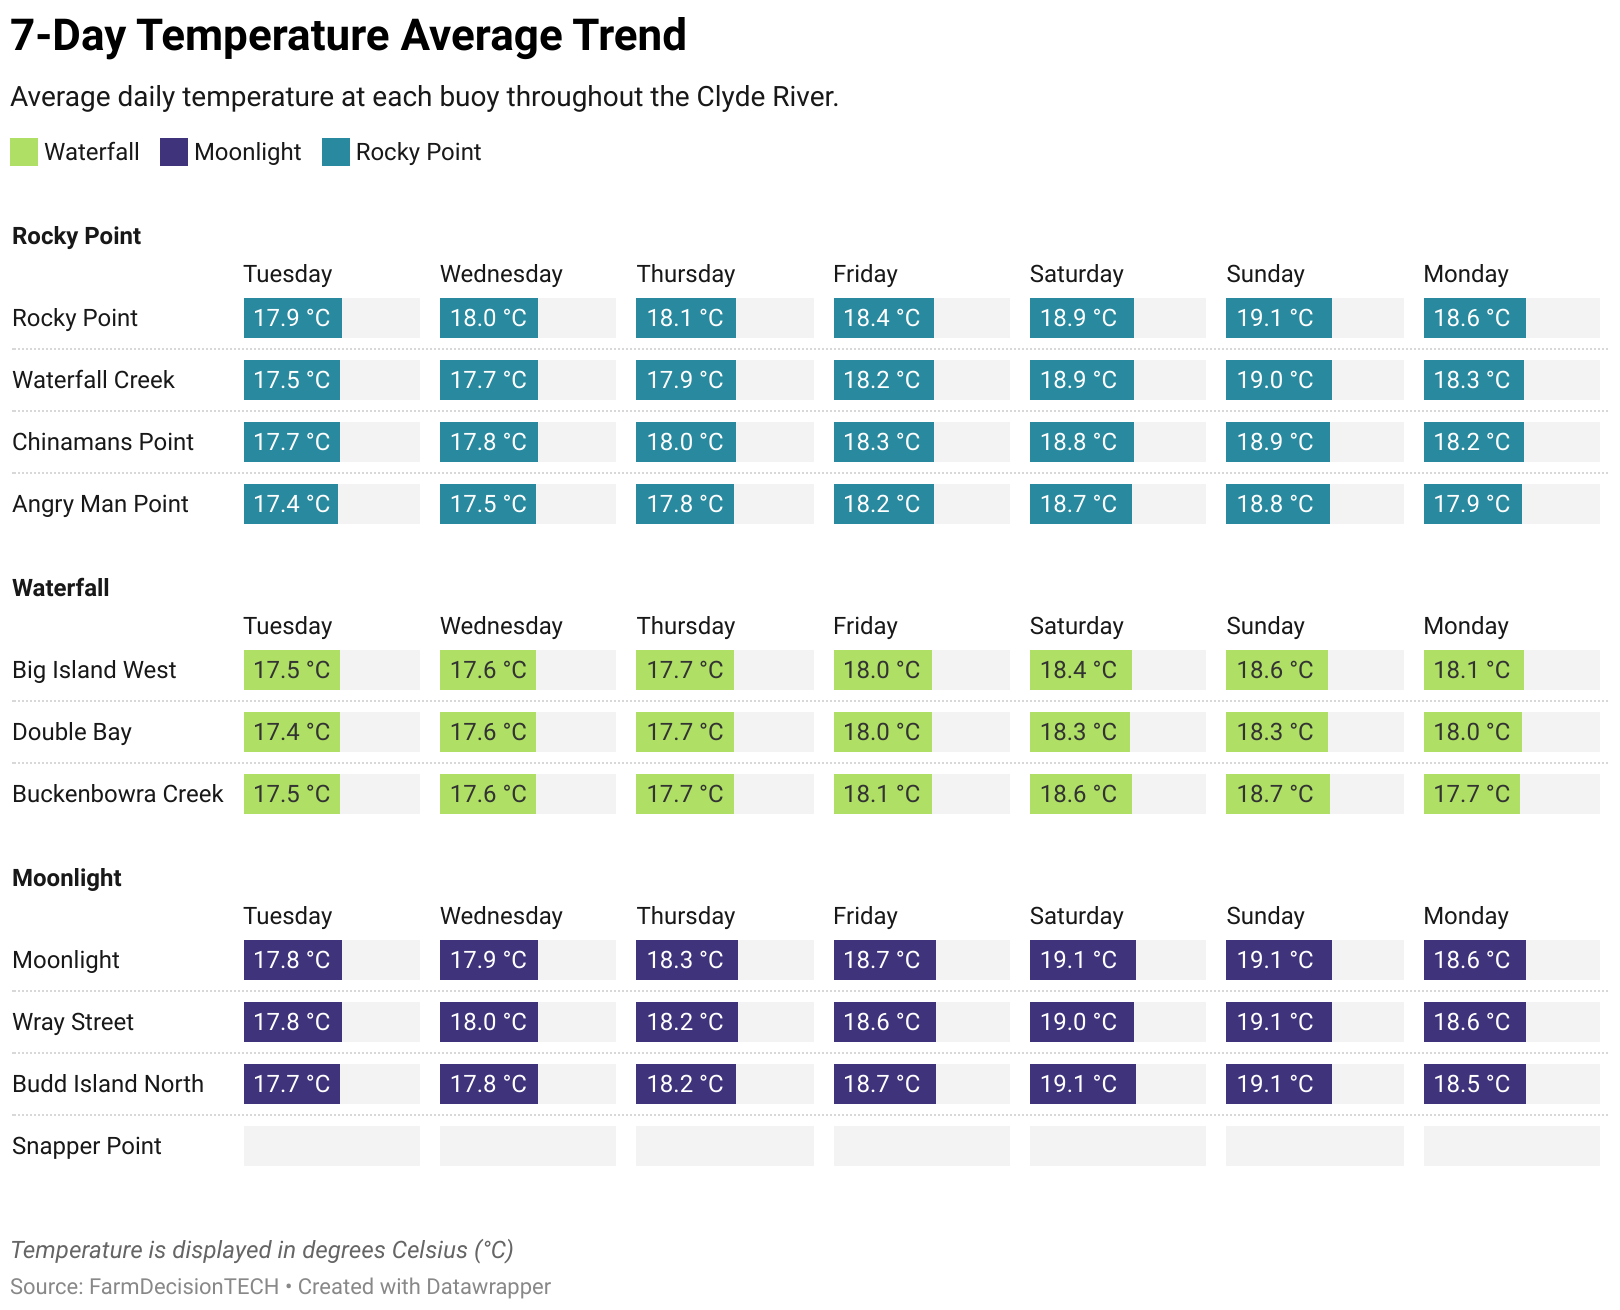 7-Day Temperature Average Trend
Average daily temperature at each buoy throughout the Clyde River.
Waterfall Moonlight Rocky Point
Rocky Point
Tuesday Wednesday Thursday Friday Saturday Sunday Monday
Rocky Point 17.9 °C 18.0 °C 18.1 °C 18.4 °C 18.9 °C 19.1 °C 18.6 °C
Waterfall Creek 17.5 °C 17.7 °C 17.9 °C 18.2 °C 18.9 °C 19.0 °C 18.3 °C
Chinamans Point 17.7 °C 17.8 °C 18.0 °C 18.3 °C 18.8 °C 18.9 °C 18.2 °C
Angry Man Point 17.4 °C 17.5 °C 17.8 °C 18.2 °C 18.7 °C 18.8 °C 17.9 °C
Waterfall
Tuesday Wednesday Thursday Friday Saturday Sunday Monday
Big Island West 17.5 °C 17.6 °C 17.7 °C 18.0 °C 18.4 °C 18.6 °C 18.1 °C
Double Bay 17.4 °C 17.6 °C 17.7 °C 18.0 °C 18.3 °C 18.3 °C 18.0 °C
Buckenbowra Creek 17.5 °C 17.6 °C 17.7 °C 18.1 °C 18.6 °C 18.7 °C 17.7 °C
Moonlight
Tuesday Wednesday Thursday Friday Saturday Sunday Monday
Moonlight 17.8 °C 17.9 °C 18.3 °C 18.7 °C 19.1 °C 19.1 °C 18.6 °C
Wray Street 17.8 °C 18.0 °C 18.2 °C 18.6 °C 19.0 °C 19.1 °C 18.6 °C
Budd Island North 17.7 °C 17.8 °C 18.2 °C 18.7 °C 19.1 °C 19.1 °C 18.5 °C
Snapper Point
Temperature is displayed in degrees Celsius (°C)
Source: FarmDecisionTECH • Created with Datawrapper